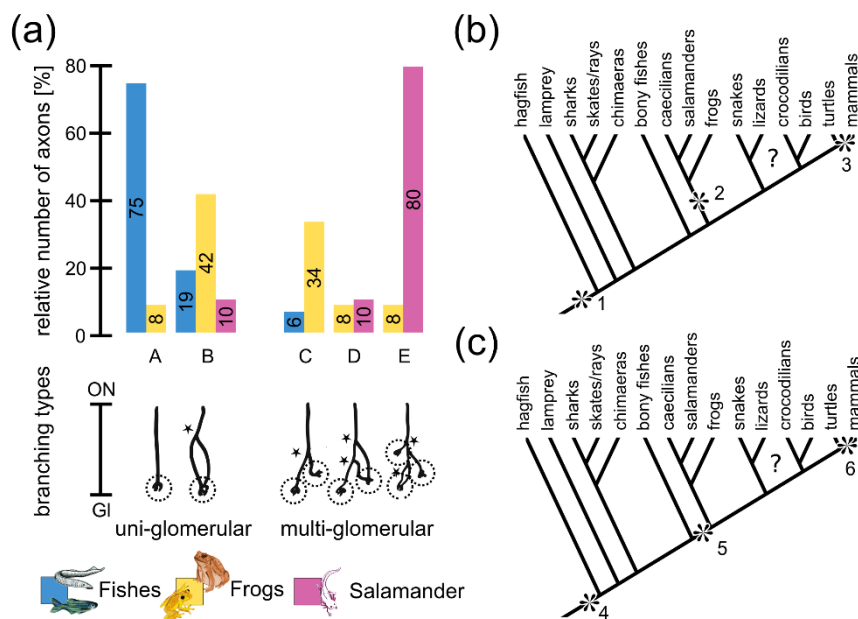 (a)
relative number of axons [%]
80
60
40
20
0
75
8
19
42
10
6
34
8
10
8
80
A B C D E
branching types
ON
Gl
uni-glomerular multi-glomerular
Fishes Frogs Salamander
(b)
hagfish
lamprey
sharks
skates/rays
chimaeras
bony fishes
caecilians
salamanders
frogs
snakes
lizards
crocodilians
birds
turtles
mammals
?
3
2
1
(c)
hagfish
lamprey
sharks
skates/rays
chimaeras
bony fishes
caecilians
salamanders
frogs
snakes
lizards
crocodilians
birds
turtles
mammals
?
6
5
4